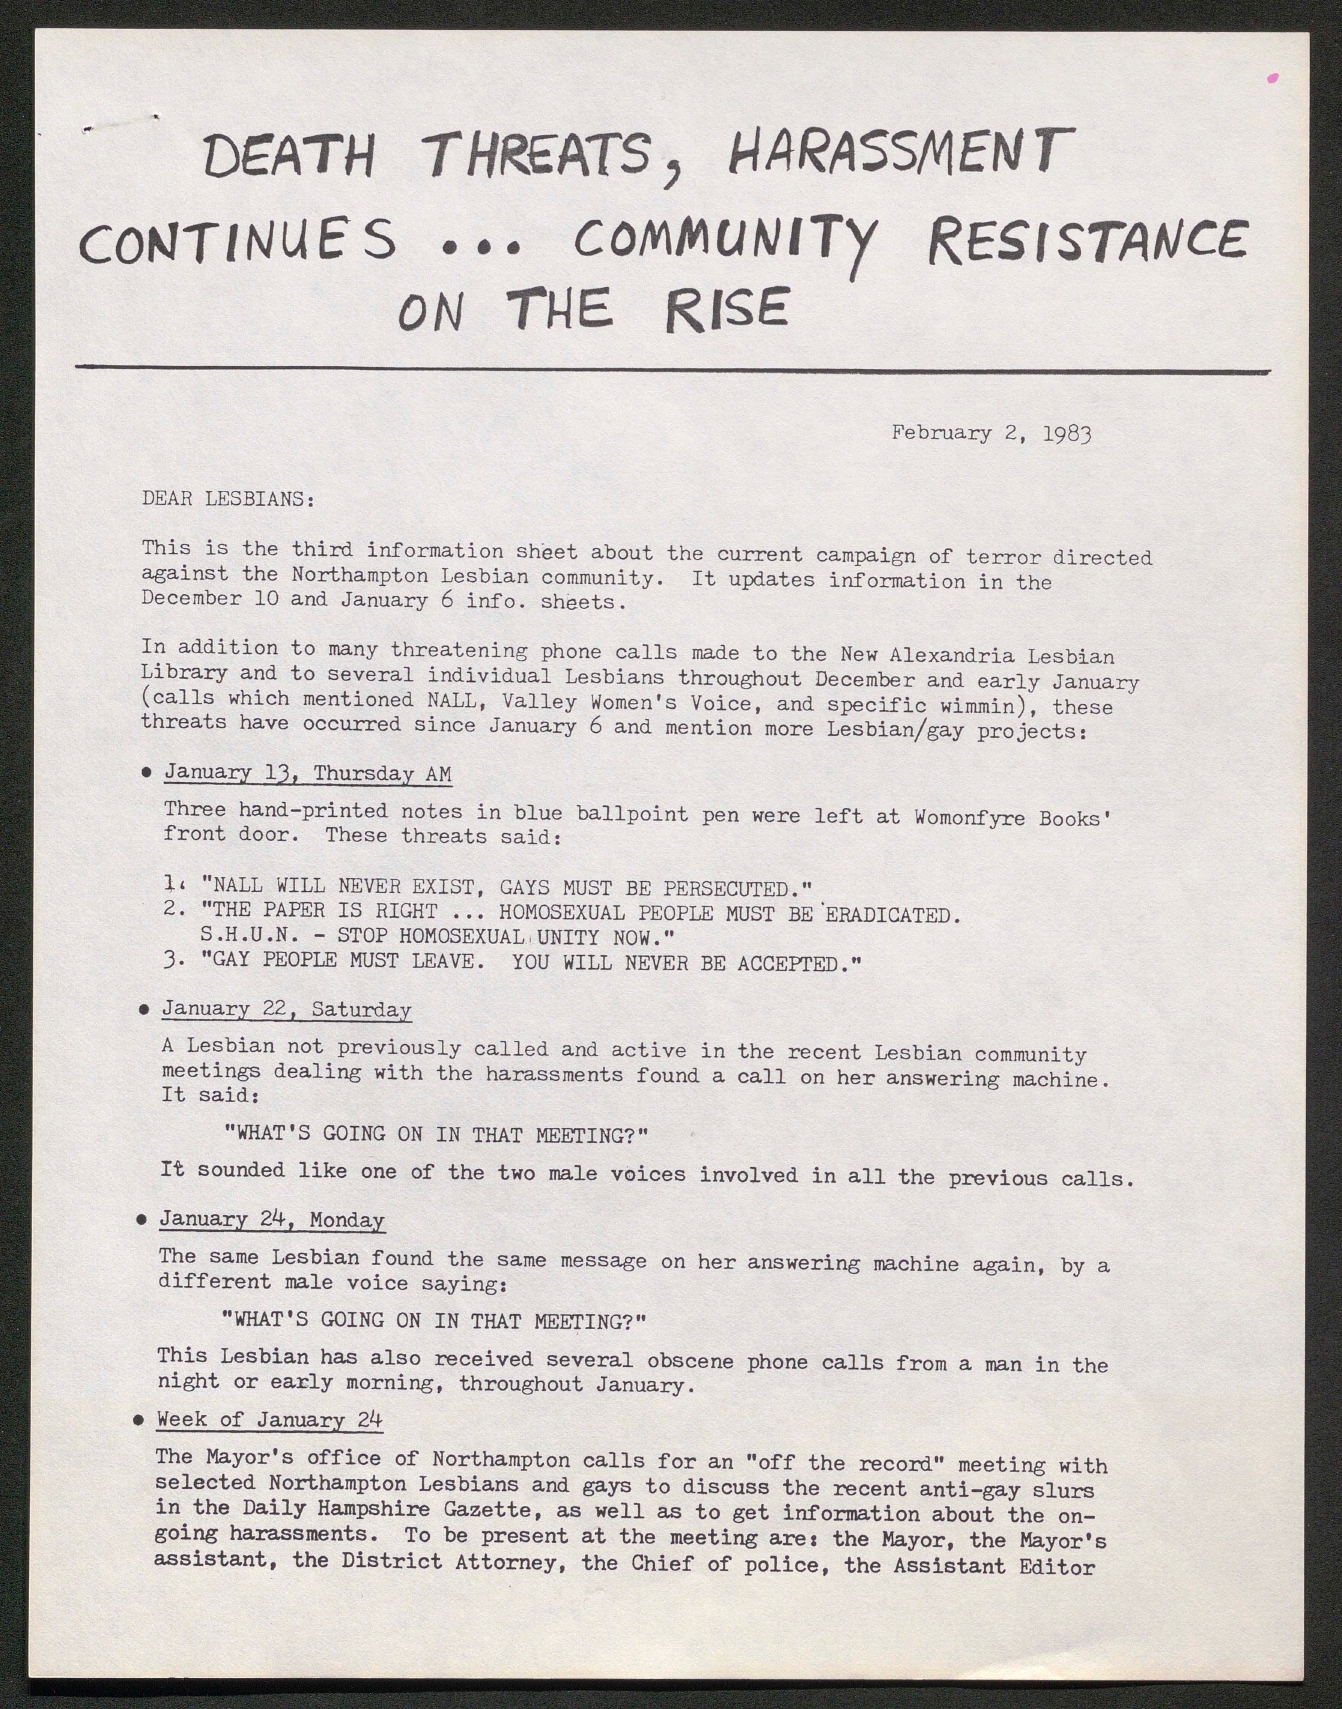 DEATH THREATS, HARASSMENT
CONTINUES ... COMMUNITY RESISTANCE
ON THE RISE
February 2, 1983
DEAR LESBIANS:
This is the third information sheet about the current campaign of terror directed
against the Northampton Lesbian community.  It updates information in the
December 10 and January 6 info. sheets.
In addition to many threatening phone calls made to the New Alexandria Lesbian
Library and to several individual Lesbians throughout December and early January
(calls which mentioned NALL, Valley Women's Voice, and specific wimmin), these
threats have occurred since January 6 and mention more Lesbian/gay projects:
● January 13, Thursday AM
Three hand-printed notes in blue ballpoint pen were left at Womonfyre Books'
front door.  These threats said:
1. "NALL WILL NEVER EXIST, GAYS MUST BE PERSECUTED."
2. "THE PAPER IS RIGHT ... HOMOSEXUAL PEOPLE MUST BE ERADICATED.
S.H.U.N. - STOP HOMOSEXUAL UNITY NOW."
3. "GAY PEOPLE MUST LEAVE.  YOU WILL NEVER BE ACCEPTED."
● January 22, Saturday
A Lesbian not previously called and active in the recent Lesbian community
meetings dealing with the harassments found a call on her answering machine.
It said:
"WHAT'S GOING ON IN THAT MEETING?"
It sounded like one of the two male voices involved in all the previous calls.
● January 24, Monday
The same Lesbian found the same message on her answering machine again, by a
different male voice saying:
"WHAT'S GOING ON IN THAT MEETING?"
This Lesbian has also received several obscene phone calls from a man in the
night or early morning, throughout January.
● Week of January 24
The Mayor's office of Northampton calls for an "off the record" meeting with
selected Northampton Lesbians and gays to discuss the recent anti-gay slurs
in the Daily Hampshire Gazette, as well as to get information about the on-
going harassments.  To be present at the meeting are: the Mayor, the Mayor's
assistant, the District Attorney, the Chief of police, the Assistant Editor